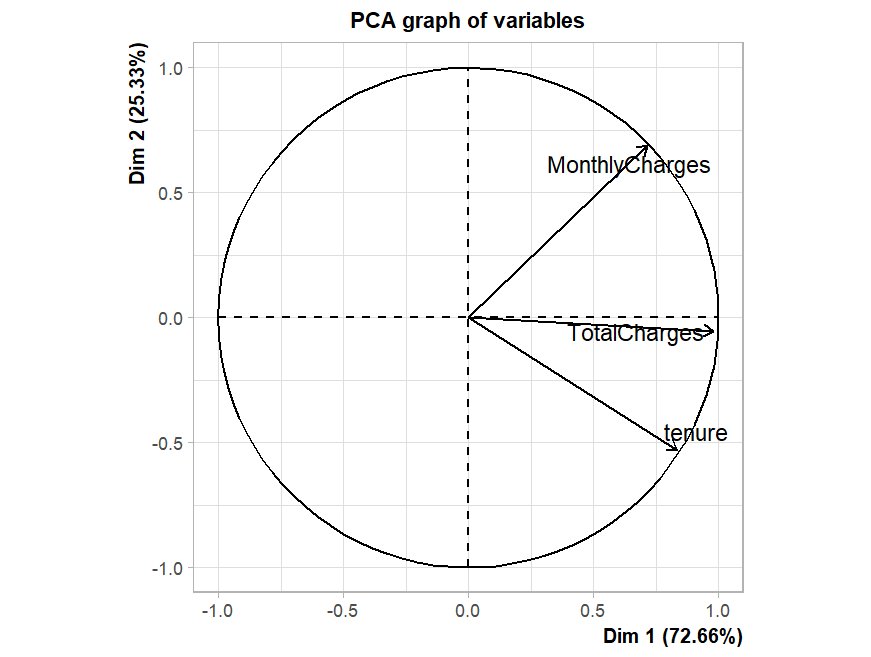 PCA graph of variables
Dim 2 (25.33%)
1.0
0.5
0.0
-0.5
-1.0
MonthlyCharges
TotalCharges
tenure
-1.0
-0.5
0.0
0.5
1.0
Dim 1 (72.66%)